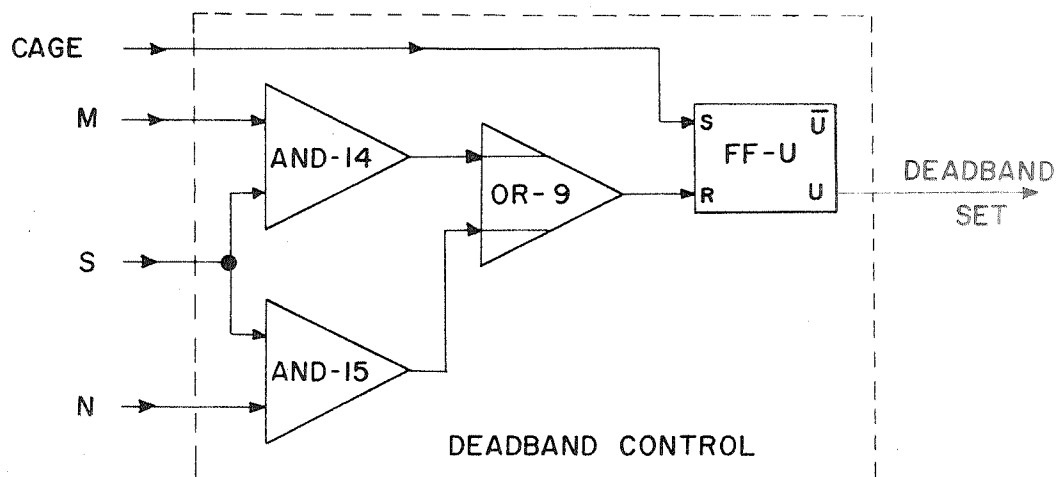 CAGE
M
AND-14
S
AND-15
N
OR-9
S
U̅
FF-U
R
U
DEADBAND
SET
DEADBAND CONTROL